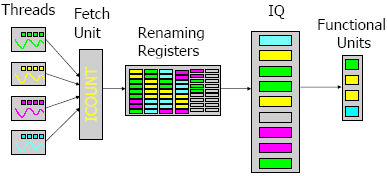 Threads
Fetch
Unit
Renaming
Registers
IQ
Functional
Units
ICOUNT